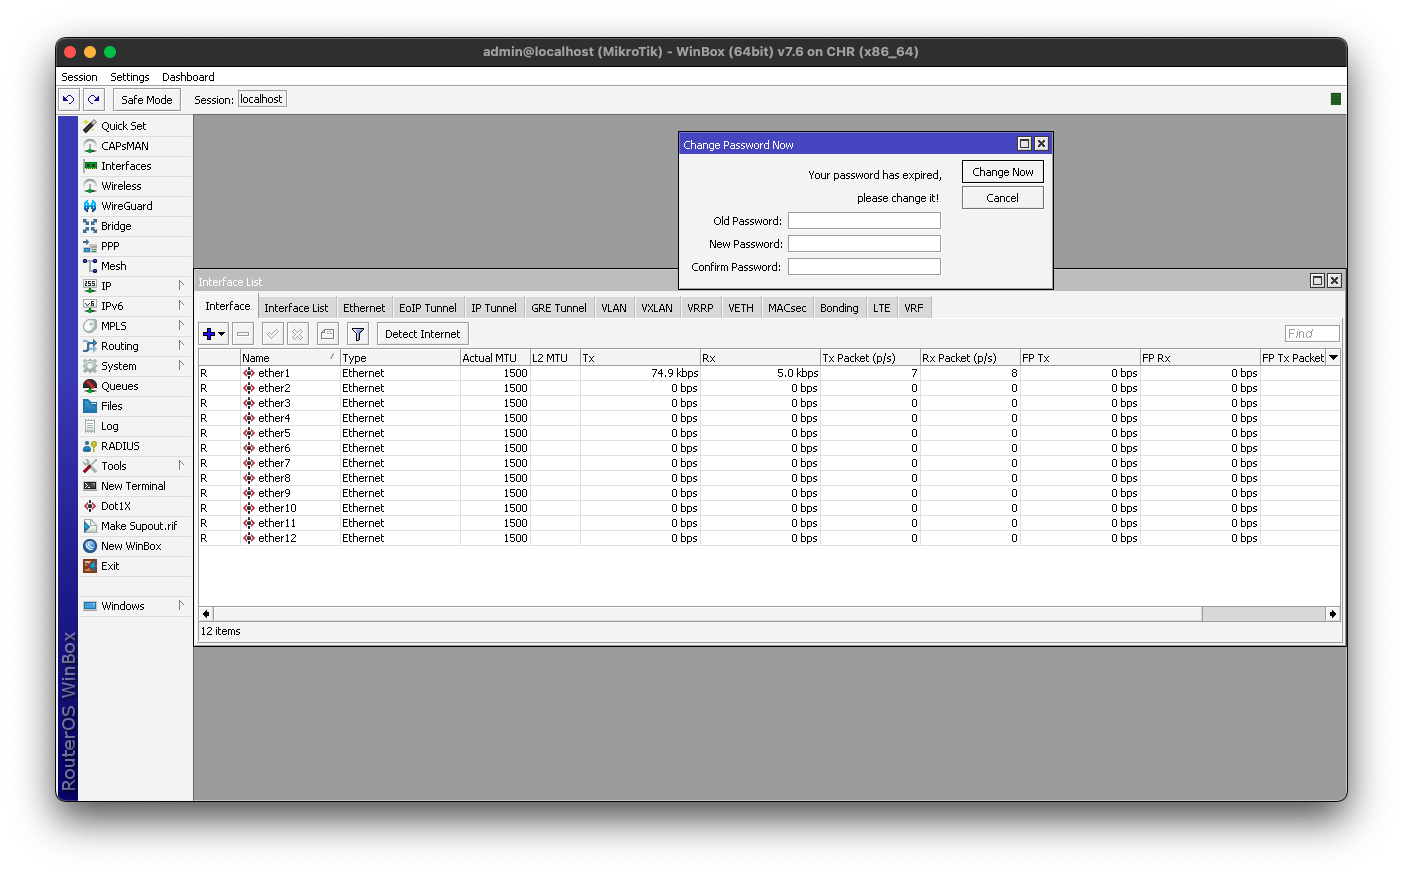 admin@localhost (MikroTik) - WinBox (64bit) v7.6 on CHR (x86_64)
Session Settings Dashboard
Safe Mode Session: localhost
Quick Set
CAPsMAN
Interfaces
Wireless
WireGuard
Bridge
PPP
Mesh
IP
IPv6
MPLS
Routing
System
Queues
Files
Log
RADIUS
Tools
New Terminal
Dot1X
Make Supout.rif
New WinBox
Exit
Windows
RouterOS WinBox
Change Password Now
Your password has expired, Change Now
please change it! Cancel
Old Password:
New Password:
Confirm Password:
Interface List
Interface Interface List Ethernet EoIP Tunnel IP Tunnel GRE Tunnel VLAN VXLAN VRRP VETH MACsec Bonding LTE VRF
Detect Internet Find
Name Type Actual MTU L2 MTU Tx Rx Tx Packet (p/s) Rx Packet (p/s) FP Tx FP Rx FP Tx Packet
R ether1 Ethernet 1500 74.9 kbps 5.0 kbps 7 8 0 bps 0 bps
R ether2 Ethernet 1500 0 bps 0 bps 0 0 0 bps 0 bps
R ether3 Ethernet 1500 0 bps 0 bps 0 0 0 bps 0 bps
R ether4 Ethernet 1500 0 bps 0 bps 0 0 0 bps 0 bps
R ether5 Ethernet 1500 0 bps 0 bps 0 0 0 bps 0 bps
R ether6 Ethernet 1500 0 bps 0 bps 0 0 0 bps 0 bps
R ether7 Ethernet 1500 0 bps 0 bps 0 0 0 bps 0 bps
R ether8 Ethernet 1500 0 bps 0 bps 0 0 0 bps 0 bps
R ether9 Ethernet 1500 0 bps 0 bps 0 0 0 bps 0 bps
R ether10 Ethernet 1500 0 bps 0 bps 0 0 0 bps 0 bps
R ether11 Ethernet 1500 0 bps 0 bps 0 0 0 bps 0 bps
R ether12 Ethernet 1500 0 bps 0 bps 0 0 0 bps 0 bps
12 items